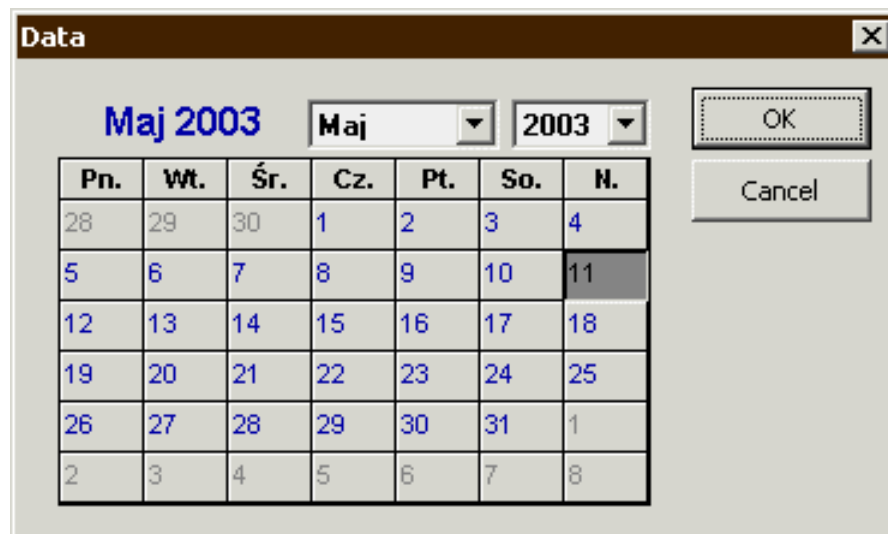 Data
Maj 2003 Maj 2003 OK
Cancel
Pn. Wt. Śr. Cz. Pt. So. N.
28 29 30 1 2 3 4
5 6 7 8 9 10 11
12 13 14 15 16 17 18
19 20 21 22 23 24 25
26 27 28 29 30 31 1
2 3 4 5 6 7 8